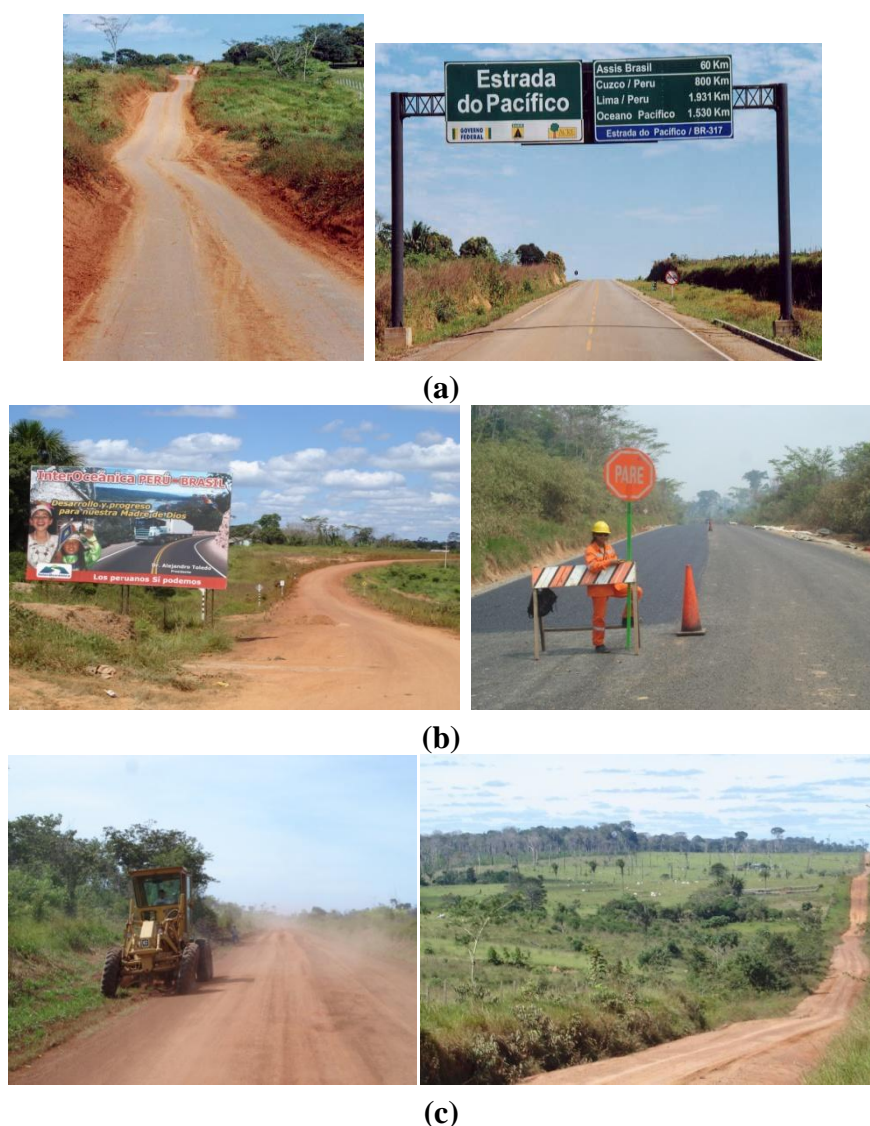 Estrada
do Pacífico
GOVERNO
FEDERAL
ACRE
Assis Brasil 60 Km
Cuzco / Peru 800 Km
Lima / Peru 1.931 Km
Oceano Pacífico 1.530 Km
Estrada do Pacífico / BR-317
(a)
InterOceánica PERU - BRASIL
Desarrollo y progreso
para nuestra Madre de Dios
Alejandro Toledo
Presidente
Los peruanos Sí podemos
PARE
(b)
(c)